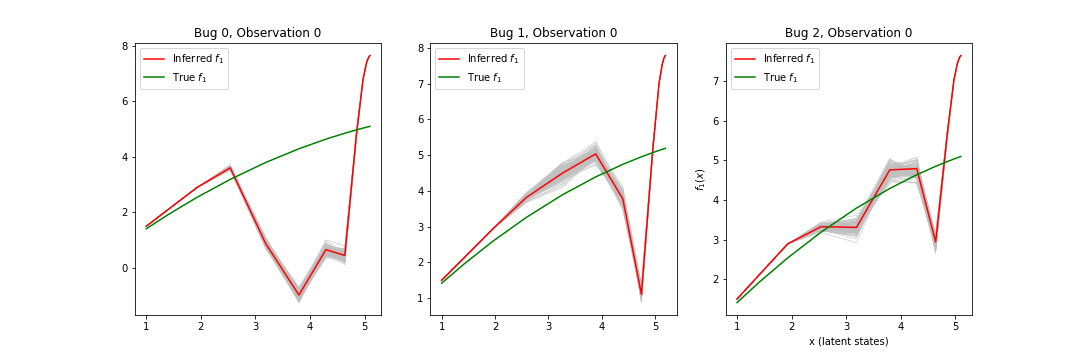 Bug 0, Observation 0
Inferred f₁
True f₁
8
6
4
2
0
1 2 3 4 5
Bug 1, Observation 0
Inferred f₁
True f₁
8
7
6
5
4
3
2
1
1 2 3 4 5
Bug 2, Observation 0
Inferred f₁
True f₁
f₁(x)
7
6
5
4
3
2
1 2 3 4 5
x (latent states)